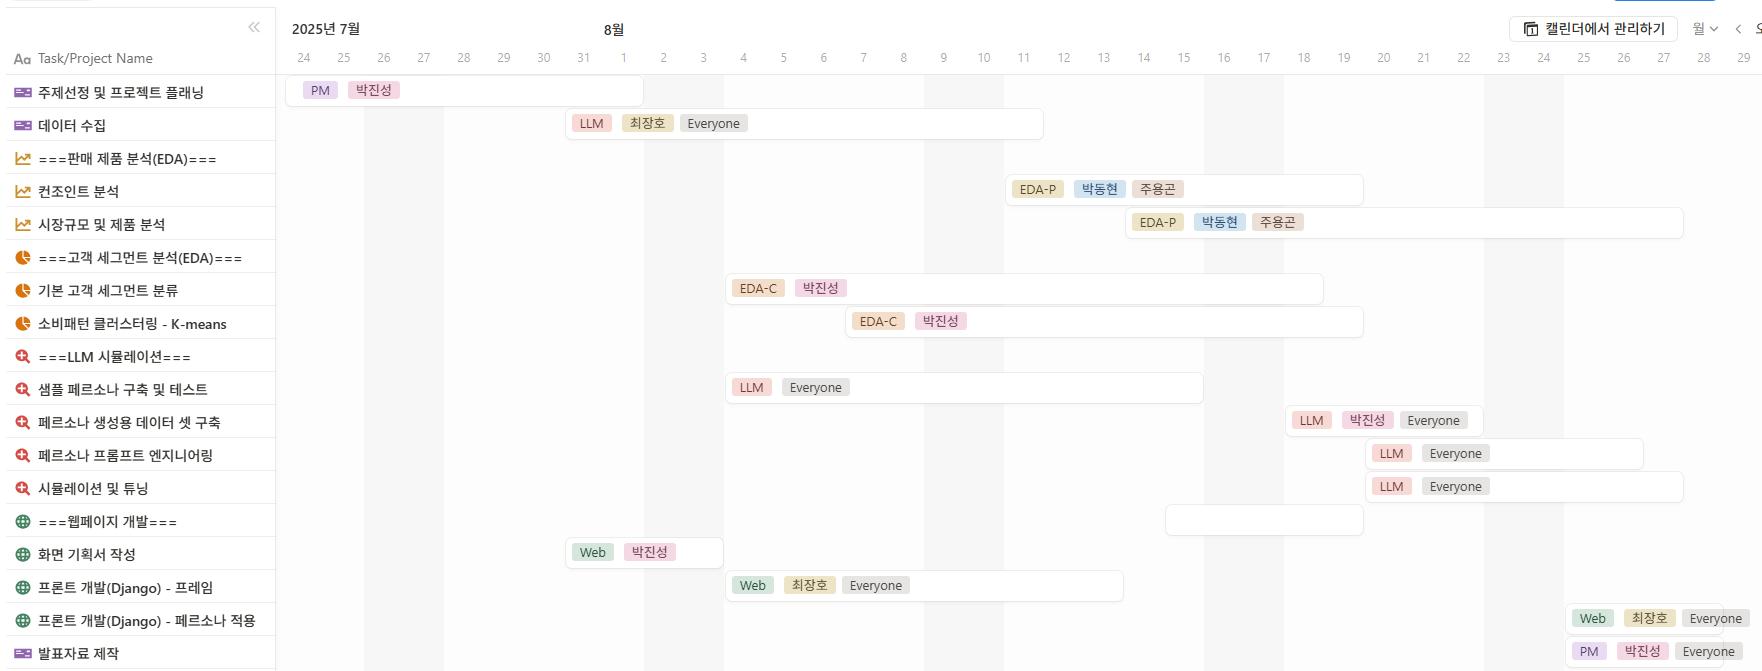 2025년 7월 8월 캘린더에서 관리하기 월
Aa Task/Project Name 24 25 26 27 28 29 30 31 1 2 3 4 5 6 7 8 9 10 11 12 13 14 15 16 17 18 19 20 21 22 23 24 25 26 27 28 29
주제선정 및 프로젝트 플래닝 PM 박진성
데이터 수집 LLM 최장호 Everyone
===판매 제품 분석(EDA)===
컨조인트 분석 EDA-P 박동현 주용곤
시장규모 및 제품 분석 EDA-P 박동현 주용곤
===고객 세그먼트 분석(EDA)===
기본 고객 세그먼트 분류 EDA-C 박진성
소비패턴 클러스터링 - K-means EDA-C 박진성
===LLM 시뮬레이션===
샘플 페르소나 구축 및 테스트 LLM Everyone
페르소나 생성용 데이터 셋 구축 LLM 박진성 Everyone
페르소나 프롬프트 엔지니어링 LLM Everyone
시뮬레이션 및 튜닝 LLM Everyone
===웹페이지 개발===
화면 기획서 작성 Web 박진성
프론트 개발(Django) - 프레임 Web 최장호 Everyone
프론트 개발(Django) - 페르소나 적용 Web 최장호 Everyone
발표자료 제작 PM 박진성 Everyone